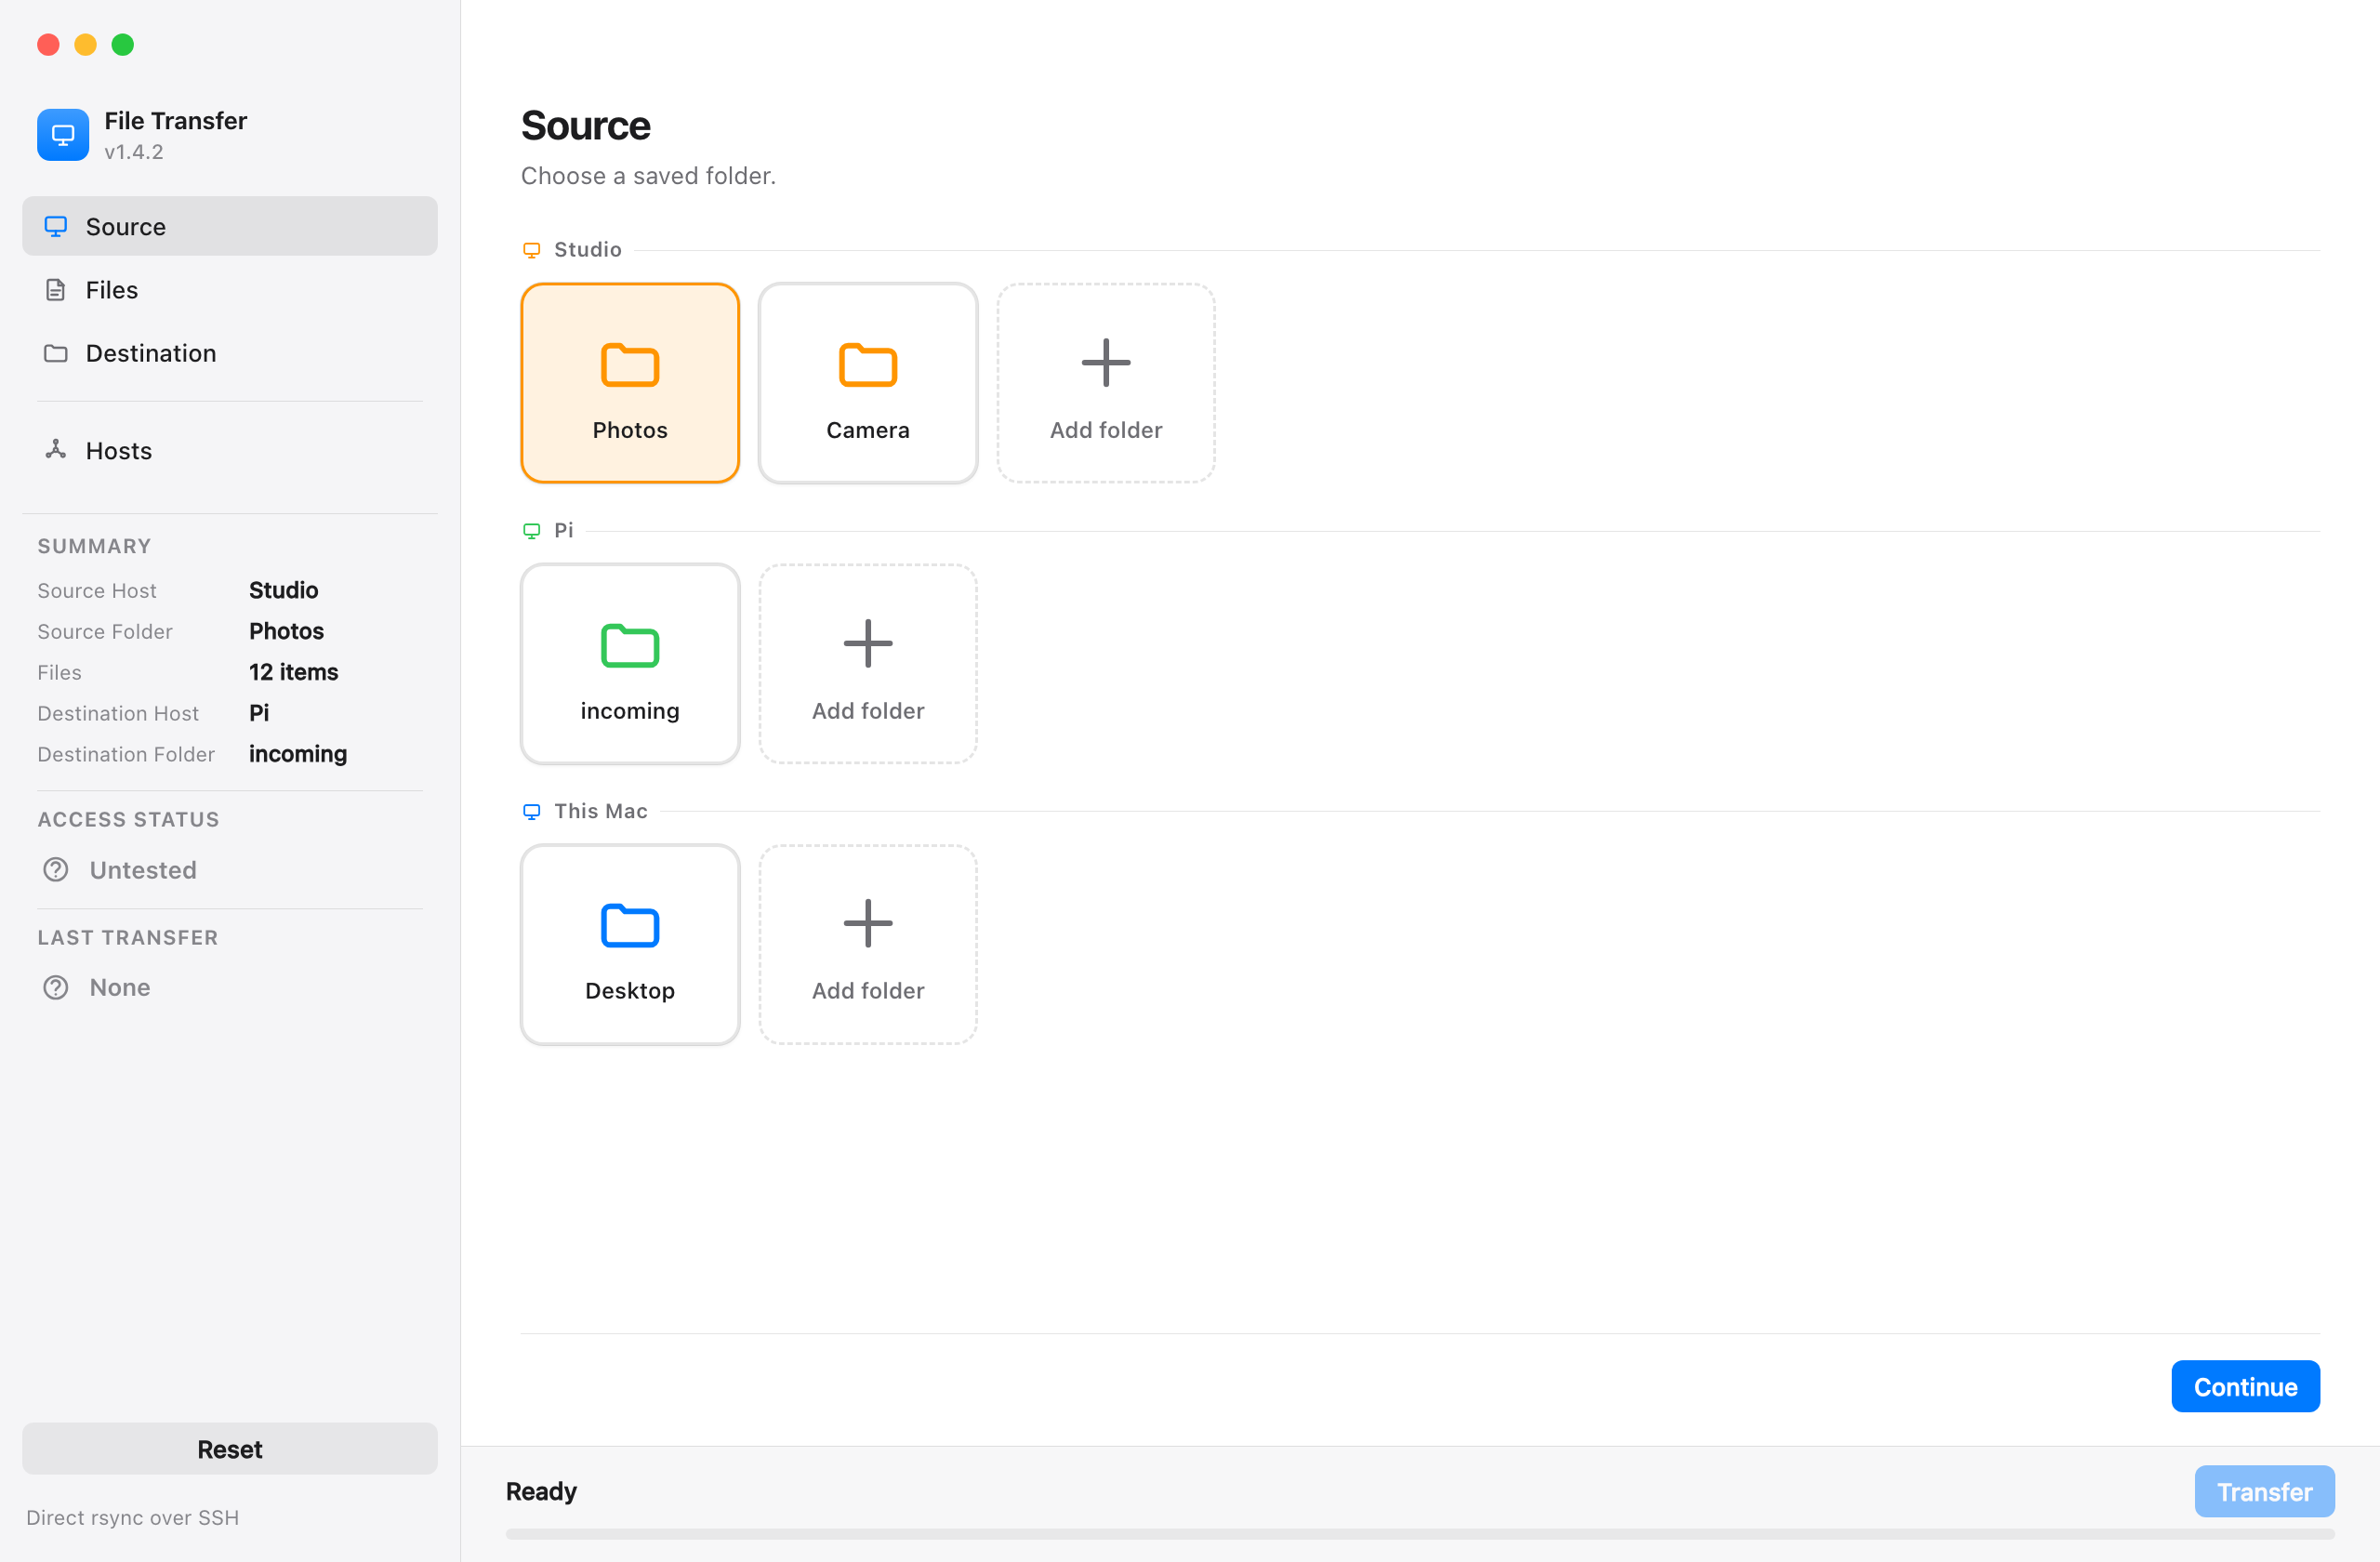 File Transfer
v1.4.2
Source
Files
Destination
Hosts
SUMMARY
Source Host Studio
Source Folder Photos
Files 12 items
Destination Host Pi
Destination Folder incoming
ACCESS STATUS
Untested
LAST TRANSFER
None
Reset
Direct rsync over SSH
Source
Choose a saved folder.
Studio
Photos Camera Add folder
Pi
incoming Add folder
This Mac
Desktop Add folder
Continue
Ready
Transfer